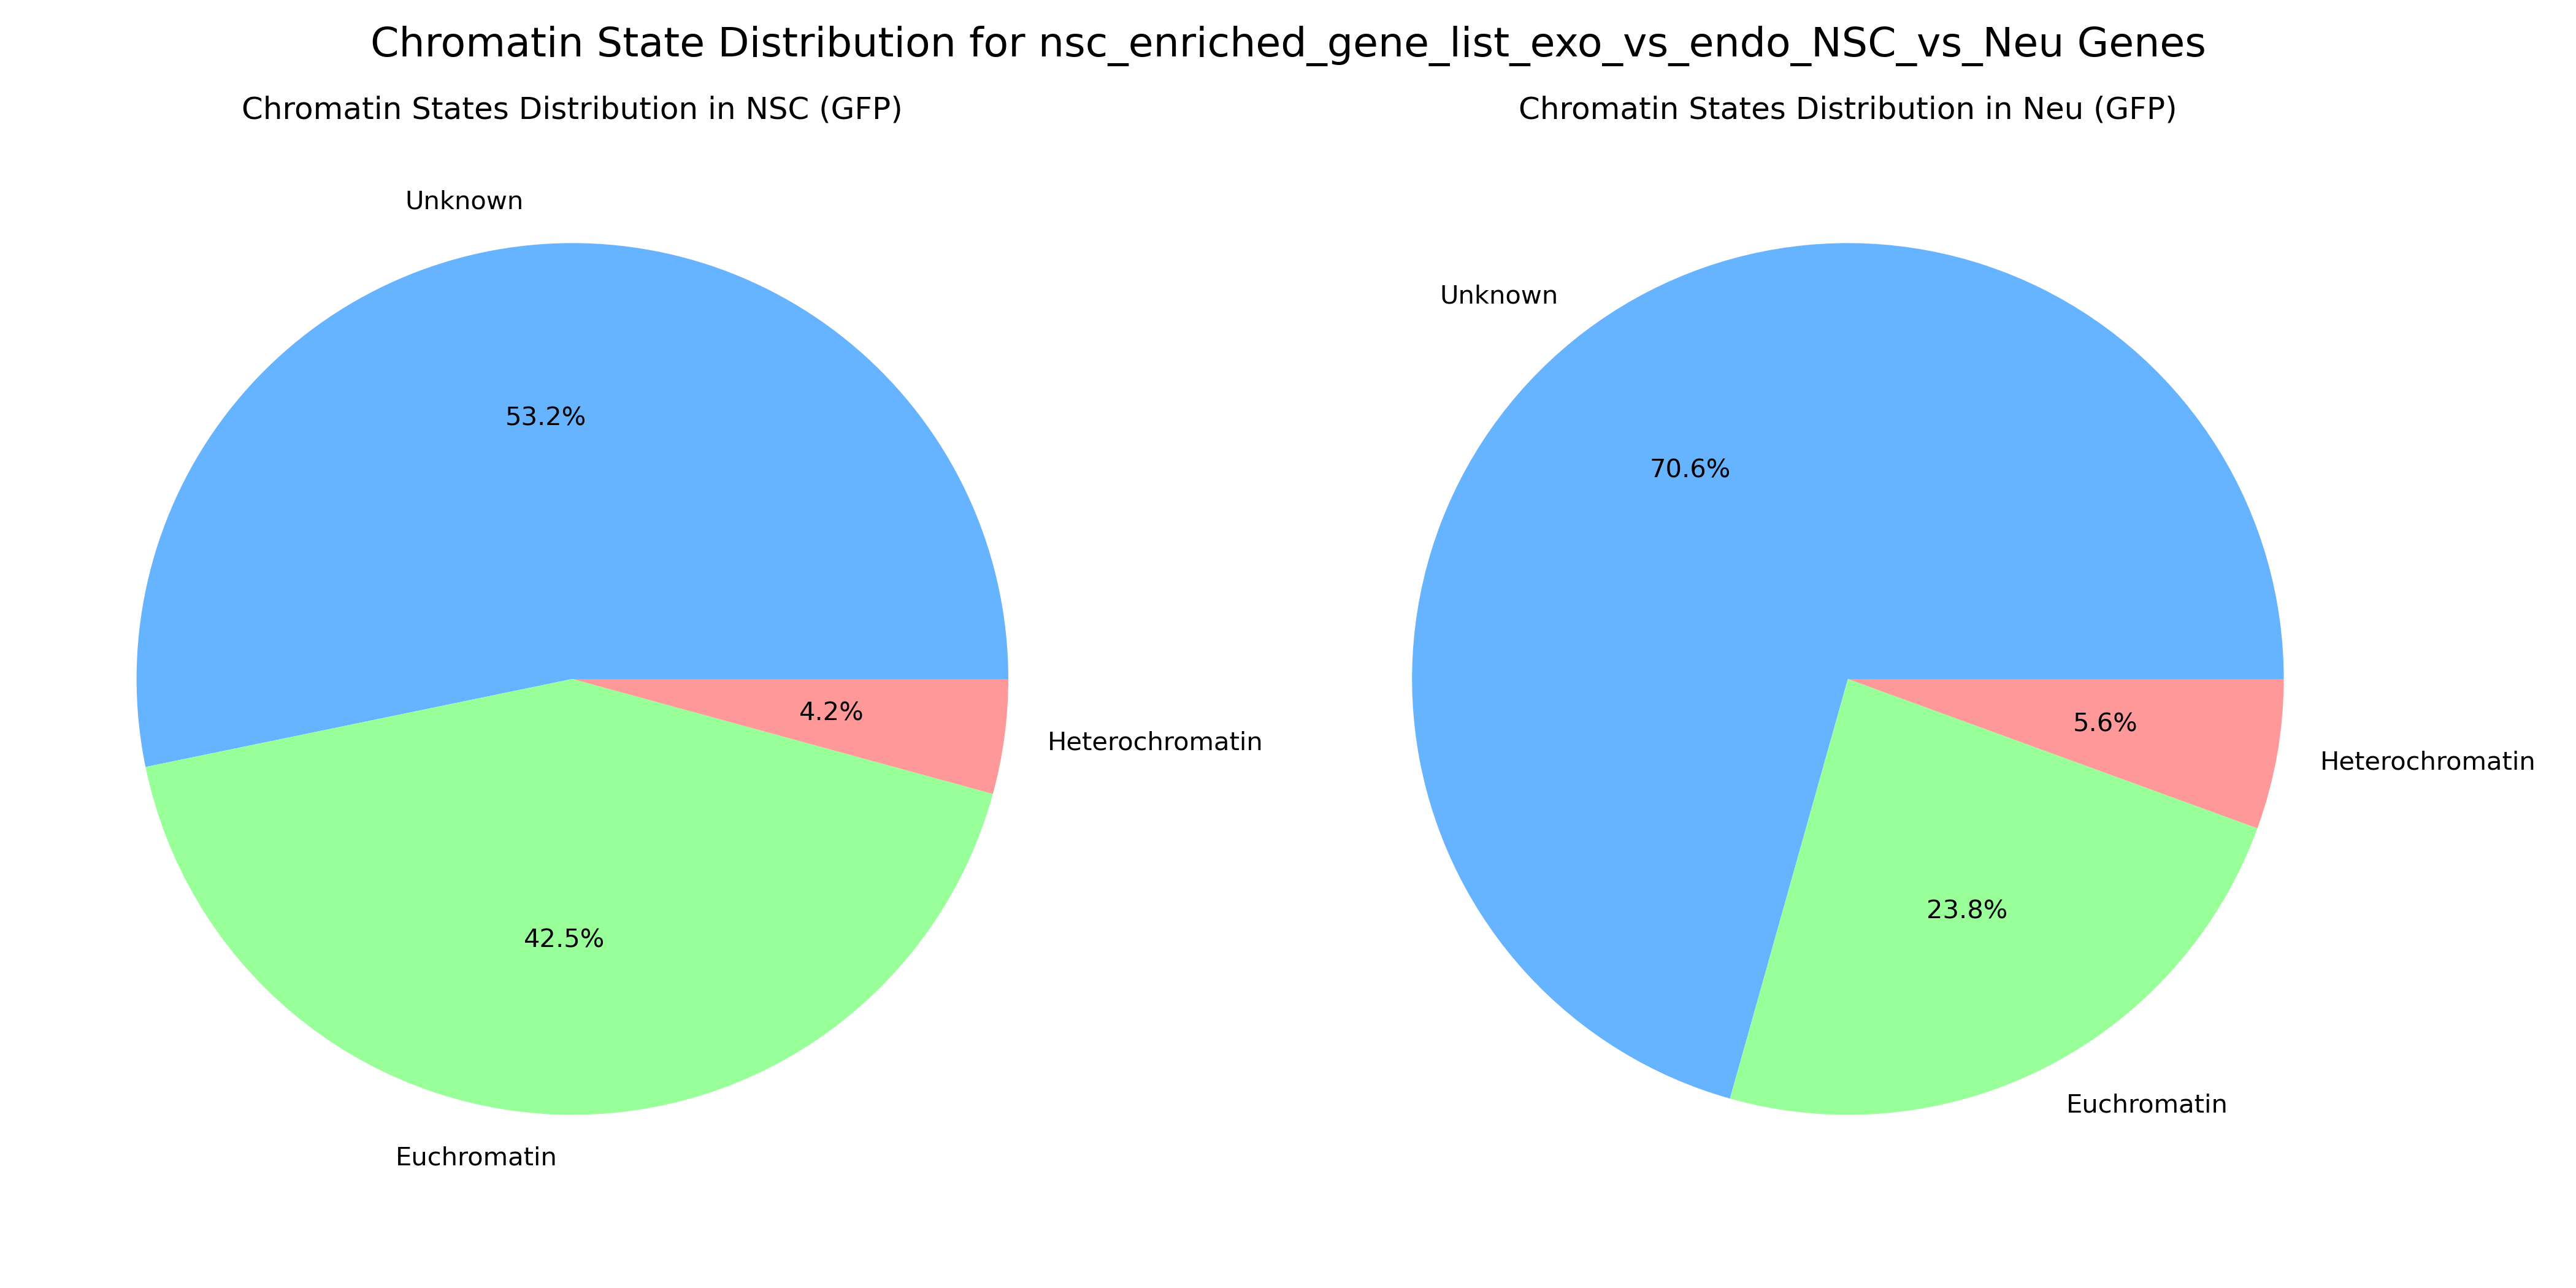 Chromatin State Distribution for nsc_enriched_gene_list_exo_vs_endo_NSC_vs_Neu Genes
Chromatin States Distribution in NSC (GFP)
Unknown
53.2%
4.2%
Heterochromatin
42.5%
Euchromatin
Chromatin States Distribution in Neu (GFP)
Unknown
70.6%
5.6%
Heterochromatin
23.8%
Euchromatin